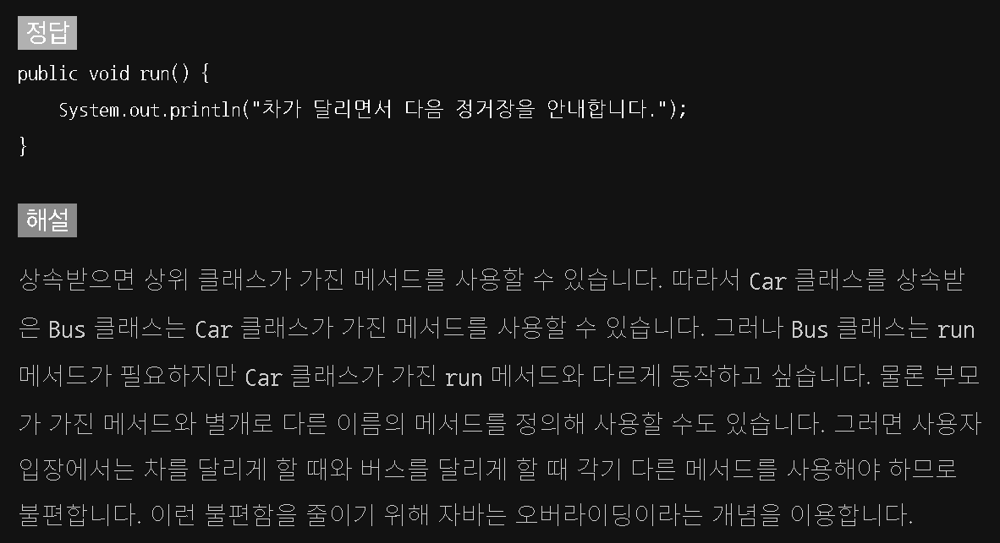 정답
public void run() {
    System.out.println("차가 달리면서 다음 정거장을 안내합니다.");
}
해설
상속받으면 상위 클래스가 가진 메서드를 사용할 수 있습니다. 따라서 Car 클래스를 상속받
은 Bus 클래스는 Car 클래스가 가진 메서드를 사용할 수 있습니다. 그러나 Bus 클래스는 run
메서드가 필요하지만 Car 클래스가 가진 run 메서드와 다르게 동작하고 싶습니다. 물론 부모
가 가진 메서드와 별개로 다른 이름의 메서드를 정의해 사용할 수도 있습니다. 그러면 사용자
입장에서는 차를 달리게 할 때와 버스를 달리게 할 때 각기 다른 메서드를 사용해야 하므로
불편합니다. 이런 불편함을 줄이기 위해 자바는 오버라이딩이라는 개념을 이용합니다.